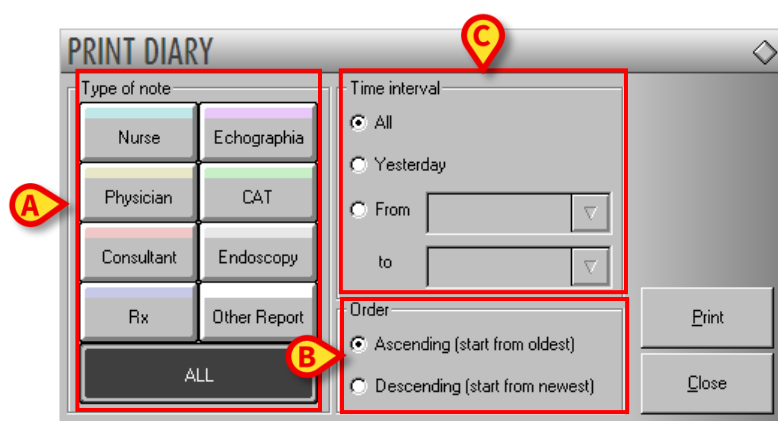 C
PRINT DIARY
Type of note
Time interval
Nurse Echographia
All
Yesterday
A
Physician CAT
From
Consultant Endoscopy
to
Rx Other Report
Order
Print
B
Ascending (start from oldest)
ALL
Descending (start from newest)
Close